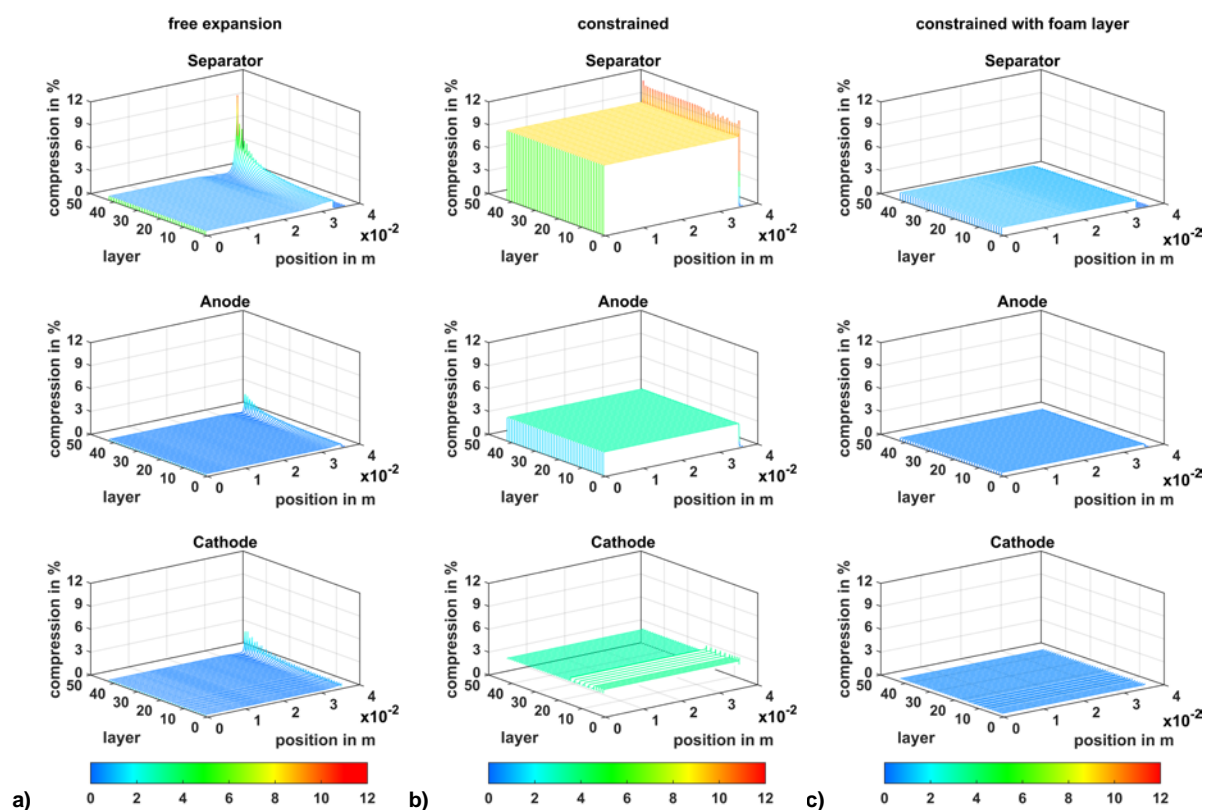 free expansion
constrained
constrained with foam layer
Separator
Separator
Separator
compression in %
12
9
6
3
0
50
40
30
20
10
0
layer
0
1
2
3
4
x10-2
position in m
compression in %
12
9
6
3
0
50
40
30
20
10
0
layer
0
1
2
3
4
x10-2
position in m
compression in %
12
9
6
3
0
50
40
30
20
10
0
layer
0
1
2
3
4
x10-2
position in m
Anode
Anode
Anode
compression in %
12
9
6
3
0
50
40
30
20
10
0
layer
0
1
2
3
4
x10-2
position in m
compression in %
12
9
6
3
0
50
40
30
20
10
0
layer
0
1
2
3
4
x10-2
position in m
compression in %
12
9
6
3
0
50
40
30
20
10
0
layer
0
1
2
3
4
x10-2
position in m
Cathode
Cathode
Cathode
compression in %
12
9
6
3
0
50
40
30
20
10
0
layer
0
1
2
3
4
x10-2
position in m
compression in %
12
9
6
3
0
50
40
30
20
10
0
layer
0
1
2
3
4
x10-2
position in m
compression in %
12
9
6
3
0
50
40
30
20
10
0
layer
0
1
2
3
4
x10-2
position in m
a)
0 2 4 6 8 10 12
b)
0 2 4 6 8 10 12
c)
0 2 4 6 8 10 12